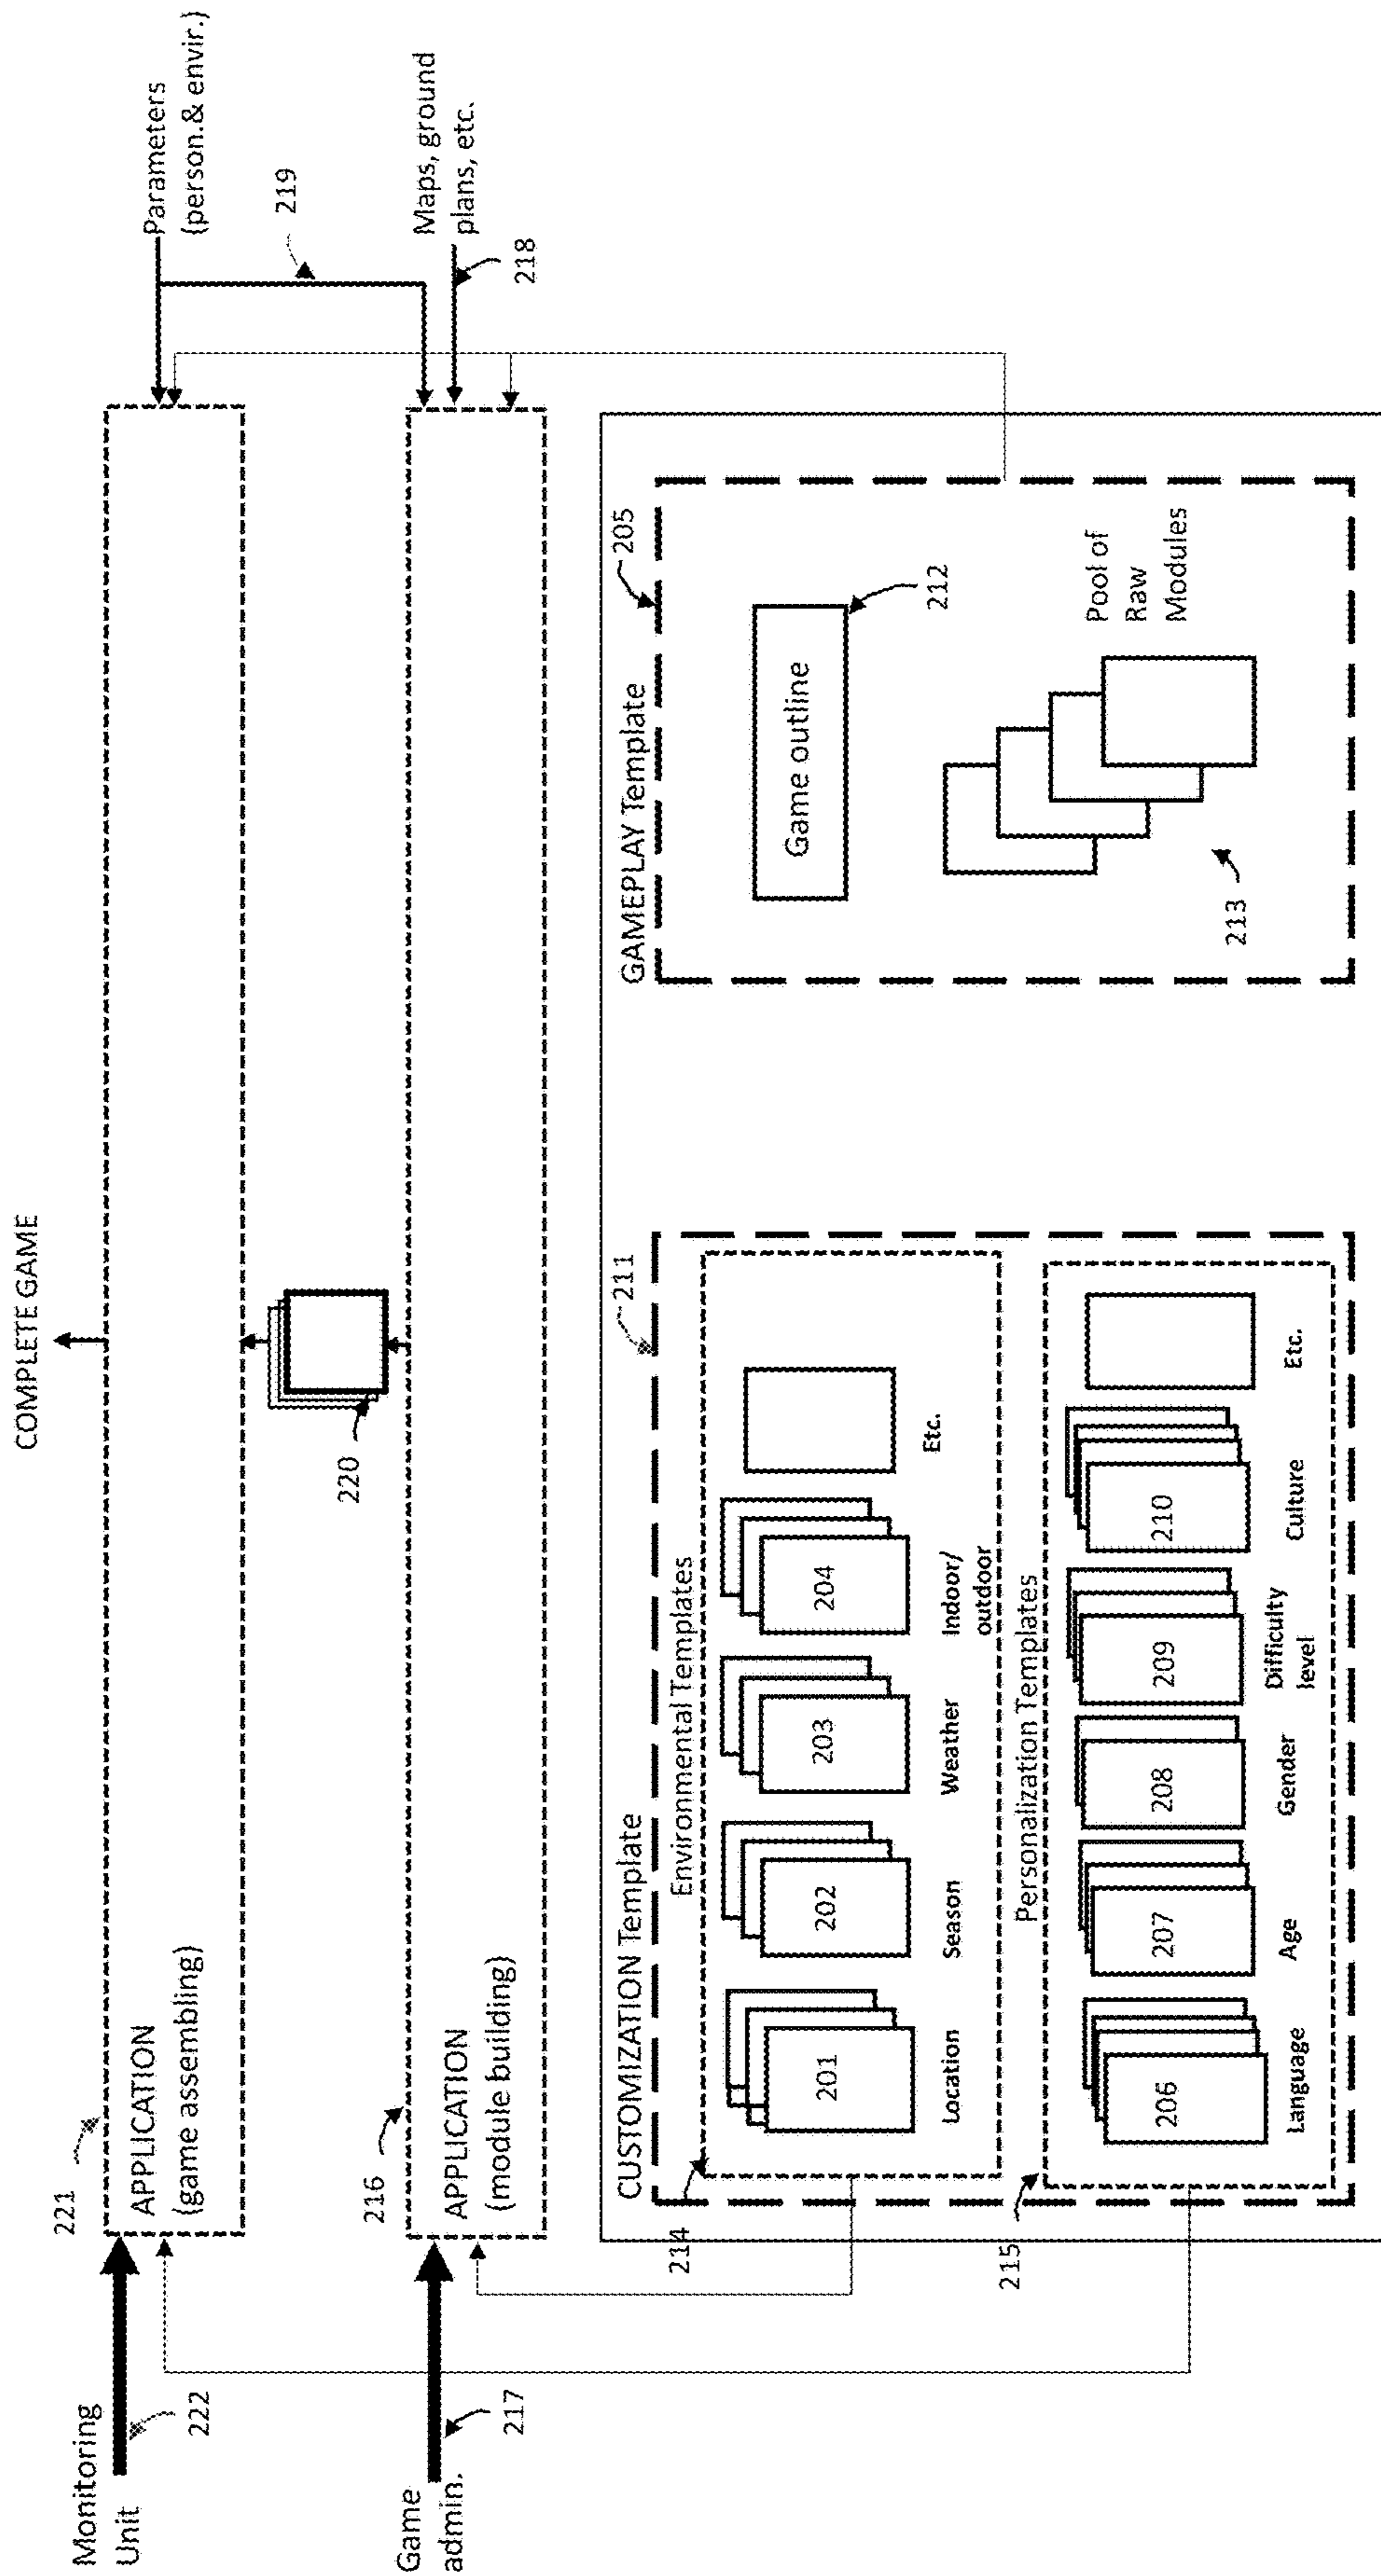 COMPLETE GAME
Monitoring
Unit
222
221
APPLICATION
(game assembling)
Parameters
(person.& envir.)
219
220
Game
admin.
217
216
APPLICATION
(module building)
Maps, ground
plans, etc.
218
CUSTOMIZATION Template
211
214
Environmental Templates
201
202
203
204
Location
Season
Weather
Indoor/
outdoor
Etc.
215
Personalization Templates
206
207
208
209
210
Language
Age
Gender
Difficulty
level
Culture
Etc.
GAMEPLAY Template
205
Game outline
212
213
Pool of
Raw
Modules